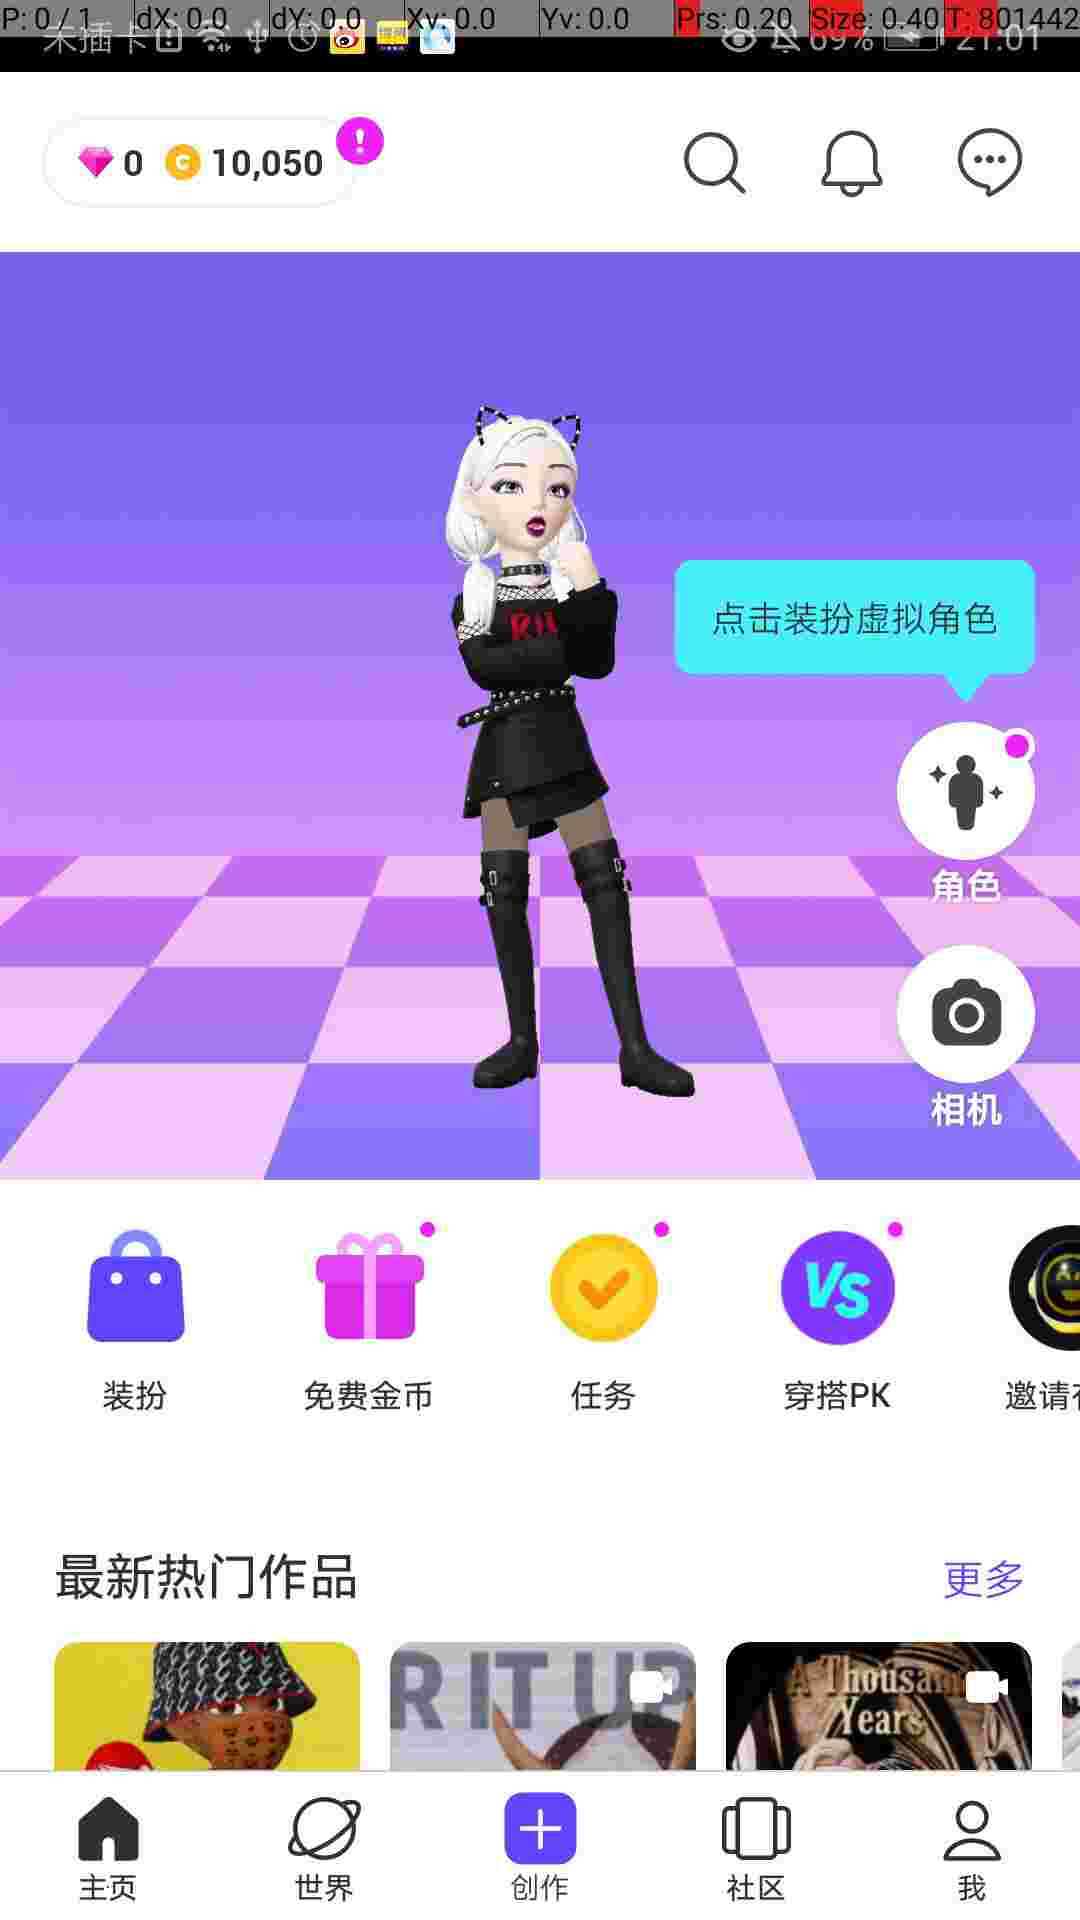 P: 0 / 1 dX: 0.0 dY: 0.0 Xv: 0.0 Yv: 0.0 Prs: 0.20 Size: 0.40 T: 801442
未插卡 69% 21:01
0 10,050
点击装扮虚拟角色
角色
相机
VS
装扮 免费金币 任务 穿搭PK 邀请
最新热门作品 更多
R IT UP
A Thousan
Years
主页 世界 创作 社区 我